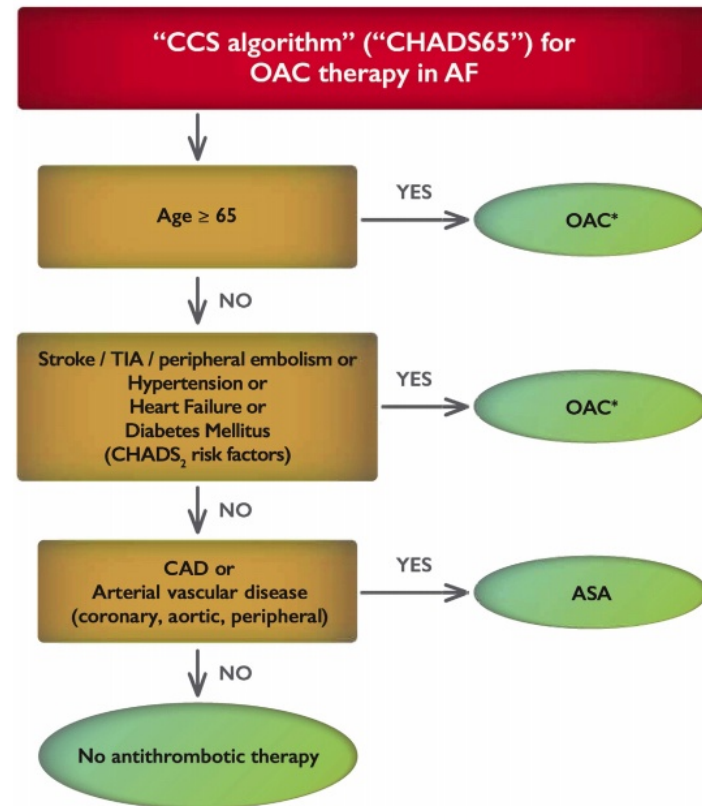 “CCS algorithm” (“CHADS65”) for
OAC therapy in AF
Age ≥ 65
YES
OAC*
NO
Stroke / TIA / peripheral embolism or
Hypertension or
Heart Failure or
Diabetes Mellitus
(CHADS₂ risk factors)
YES
OAC*
NO
CAD or
Arterial vascular disease
(coronary, aortic, peripheral)
YES
ASA
NO
No antithrombotic therapy